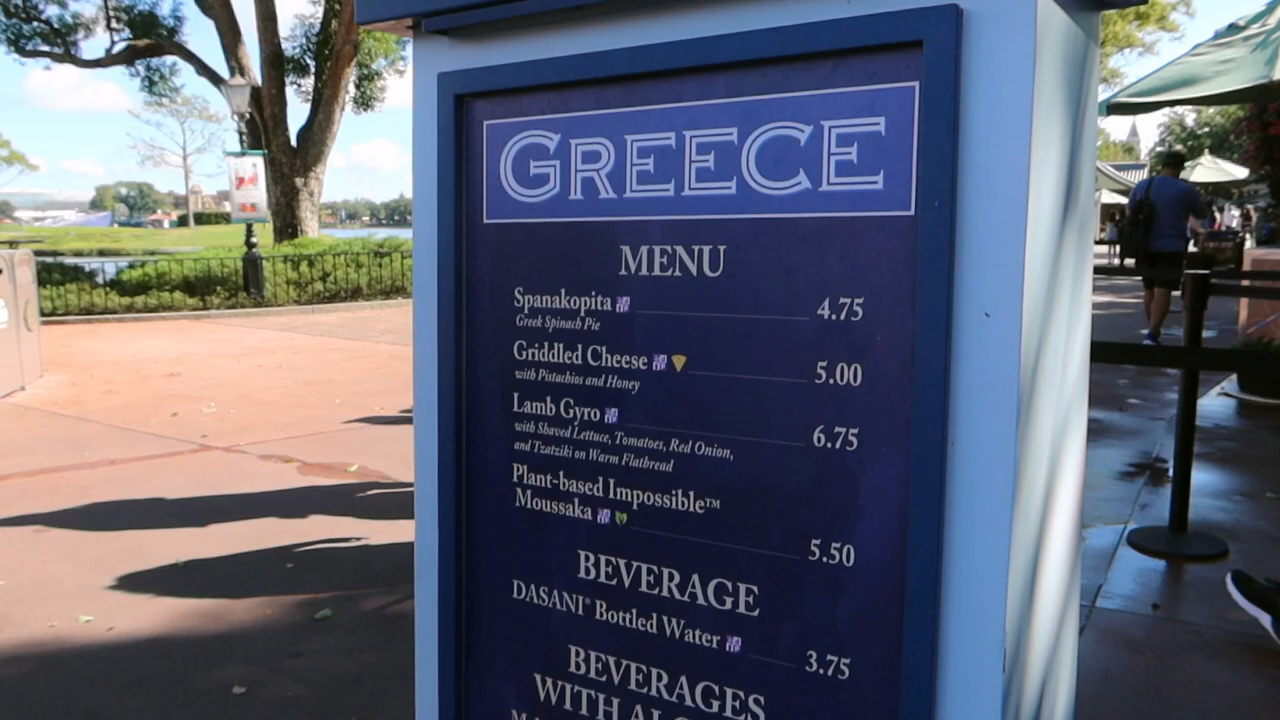 GREECE
MENU
Spanakopita 4.75
Greek Spinach Pie
Griddled Cheese 5.00
with Pistachios and Honey
Lamb Gyro 6.75
with Shaved Lettuce, Tomatoes, Red Onion,
and Tzatziki on Warm Flatbread
Plant-based Impossible™
Moussaka 5.50
BEVERAGE
DASANI® Bottled Water 3.75
BEVERAGES
WITH